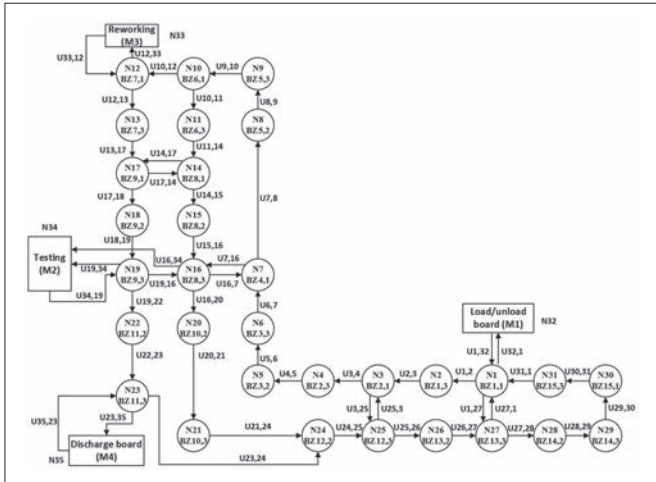 Reworking
(M3)
N33
U33,12
U12,33
N12
BZ7,1
U10,12
N10
BZ6,1
U9,10
N9
BZ5,3
U12,13
U10,11
U8,9
N13
BZ7,3
N11
BZ6,3
N8
BZ5,2
U13,17
U14,17
U11,14
N17
BZ9,1
U17,14
N14
BZ8,1
U17,18
U14,15
U7,8
N18
BZ9,2
N15
BZ8,2
N34
U18,19
U15,16
U16,34
U7,16
Testing
(M2)
U19,34
N19
BZ9,3
N16
BZ8,3
N7
BZ4,1
U34,19
U19,16
U16,7
U19,22
U16,20
U6,7
Load/unload
board (M1)
N32
N22
BZ11,2
N20
BZ10,2
N6
BZ3,3
U1,32
U32,1
U22,23
U20,21
U5,6
N5
BZ3,2
U4,5
N4
BZ2,3
U3,4
N3
BZ2,1
U2,3
N2
BZ1,3
U1,2
N1
BZ1,1
U31,1
N31
BZ15,3
U30,31
N30
BZ15,1
N23
BZ11,3
U35,23
U23,35
U3,25
U25,3
U1,27
U27,1
U29,30
N21
BZ10,3
U21,24
N24
BZ12,2
U24,25
N25
BZ12,3
U25,26
N26
BZ13,2
U26,27
N27
BZ13,3
U27,28
N28
BZ14,2
U28,29
N29
BZ14,3
N35
Discharge board
(M4)
U23,24